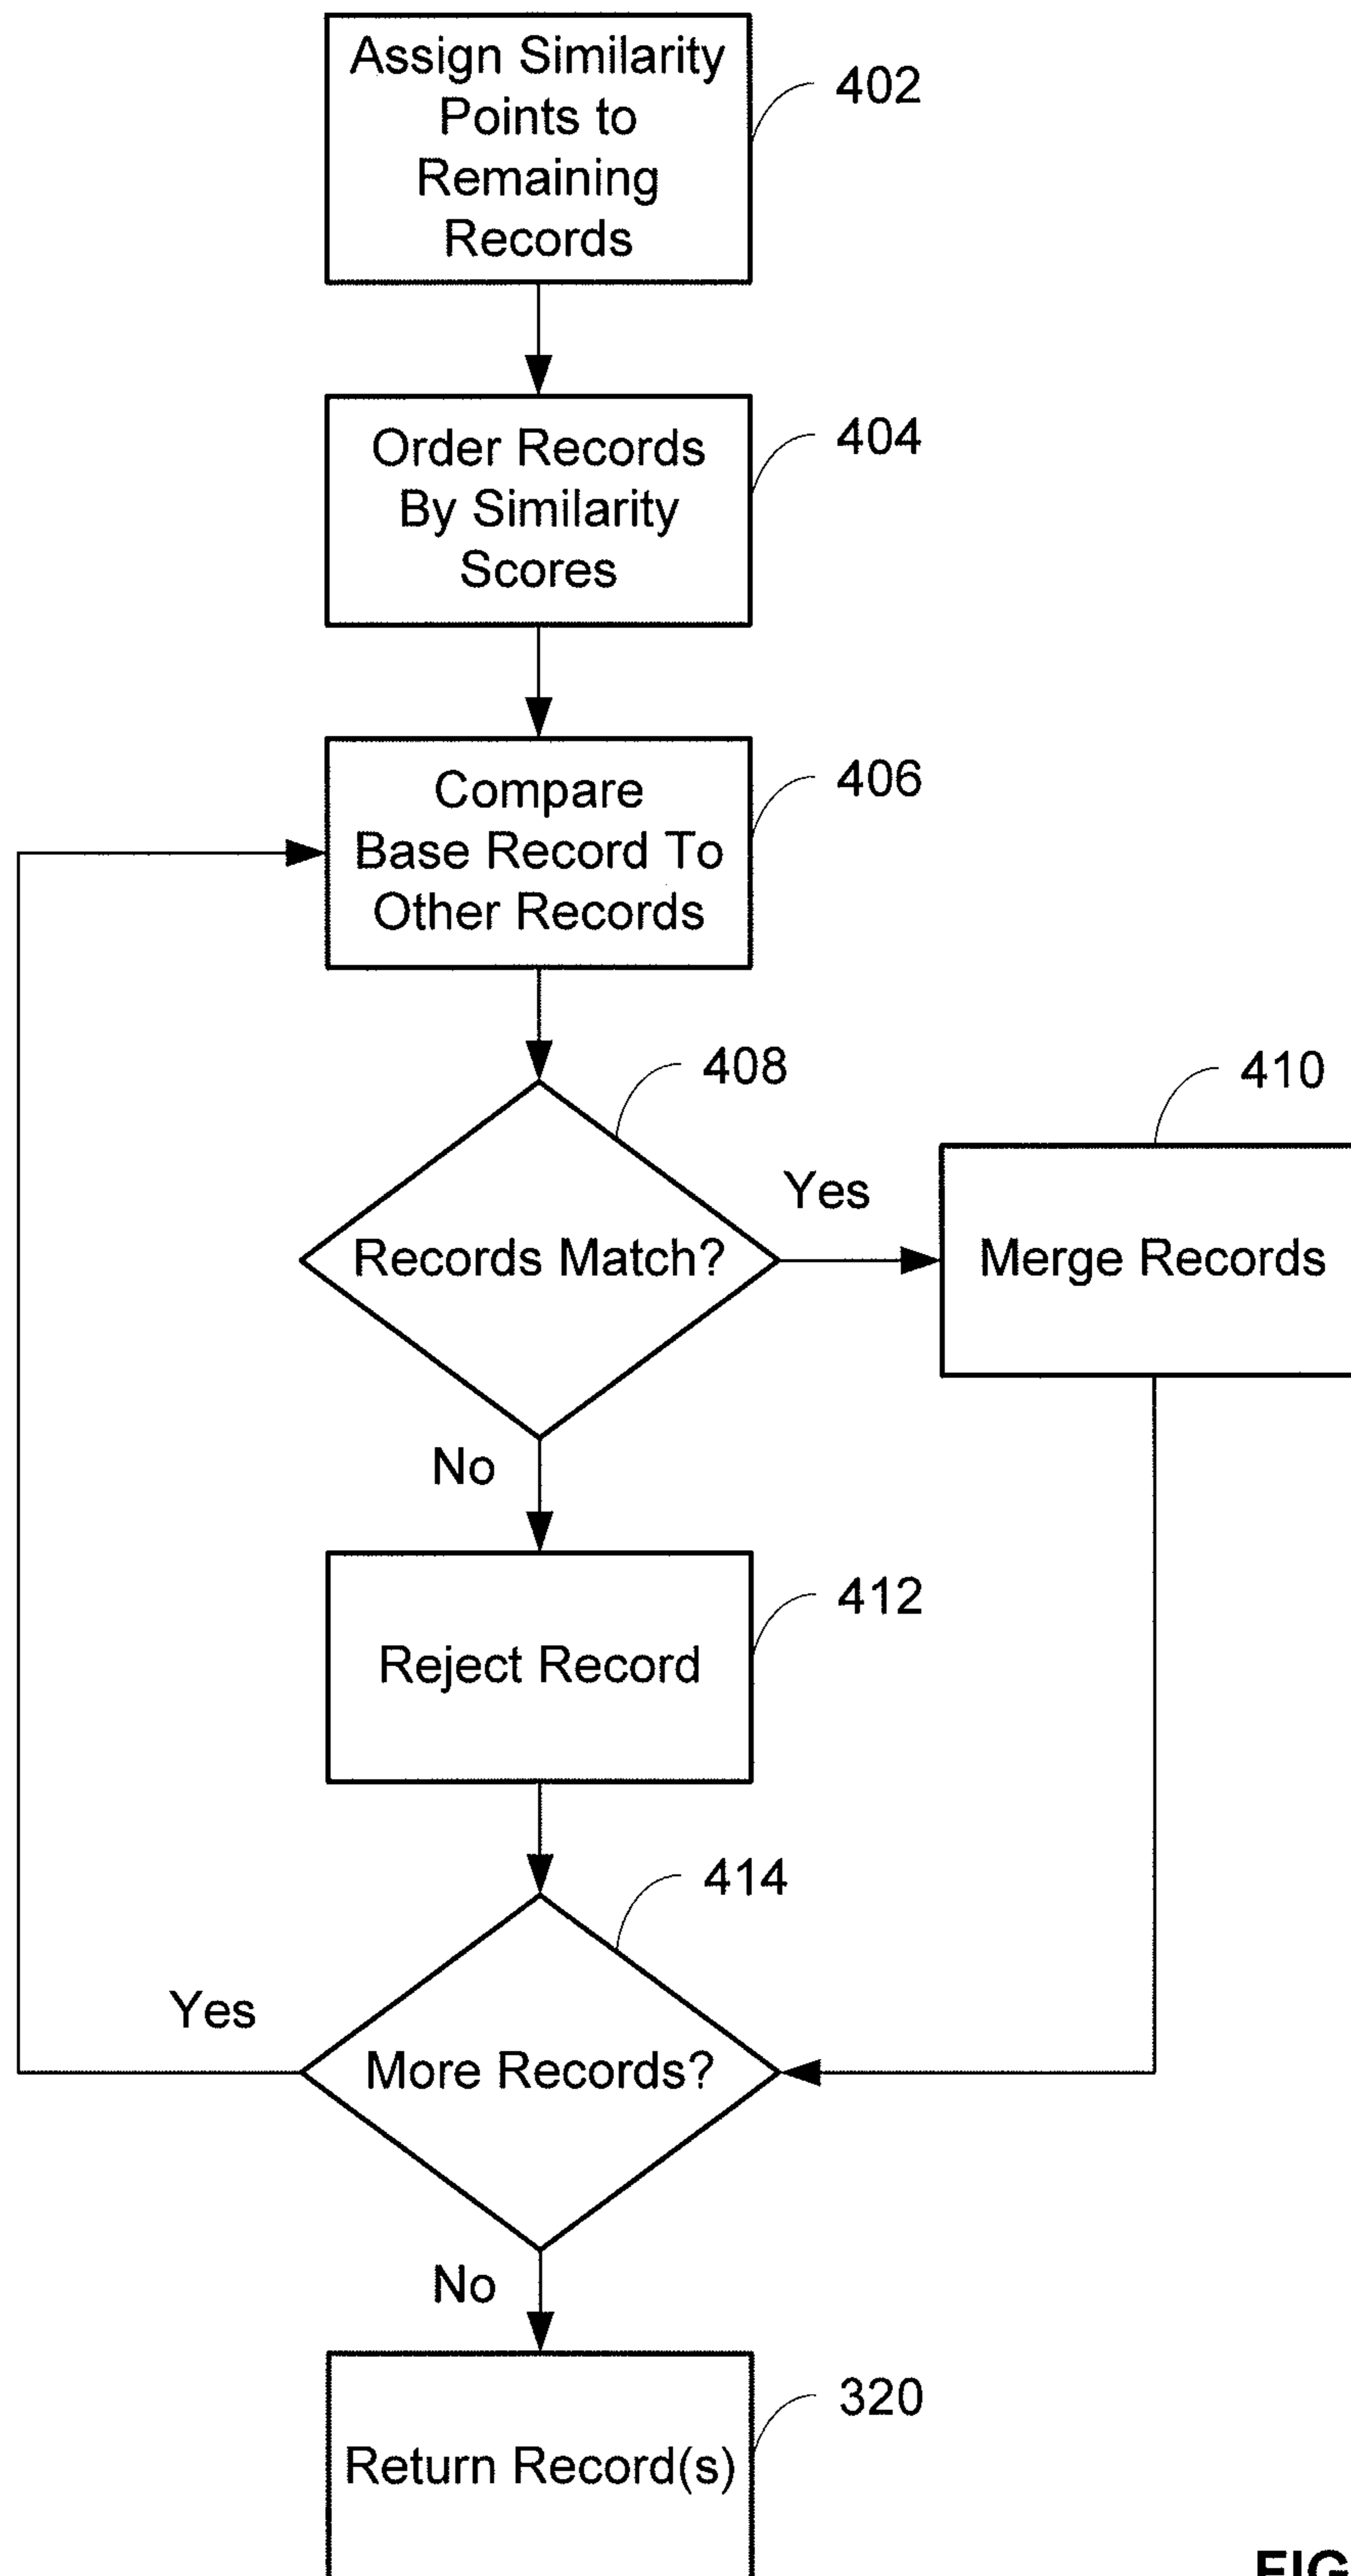 Assign Similarity
Points to
Remaining
Records
402
Order Records
By Similarity
Scores
404
Compare
Base Record To
Other Records
406
408
Records Match?
Yes
410
Merge Records
No
412
Reject Record
414
More Records?
Yes
No
320
Return Record(s)
FIG